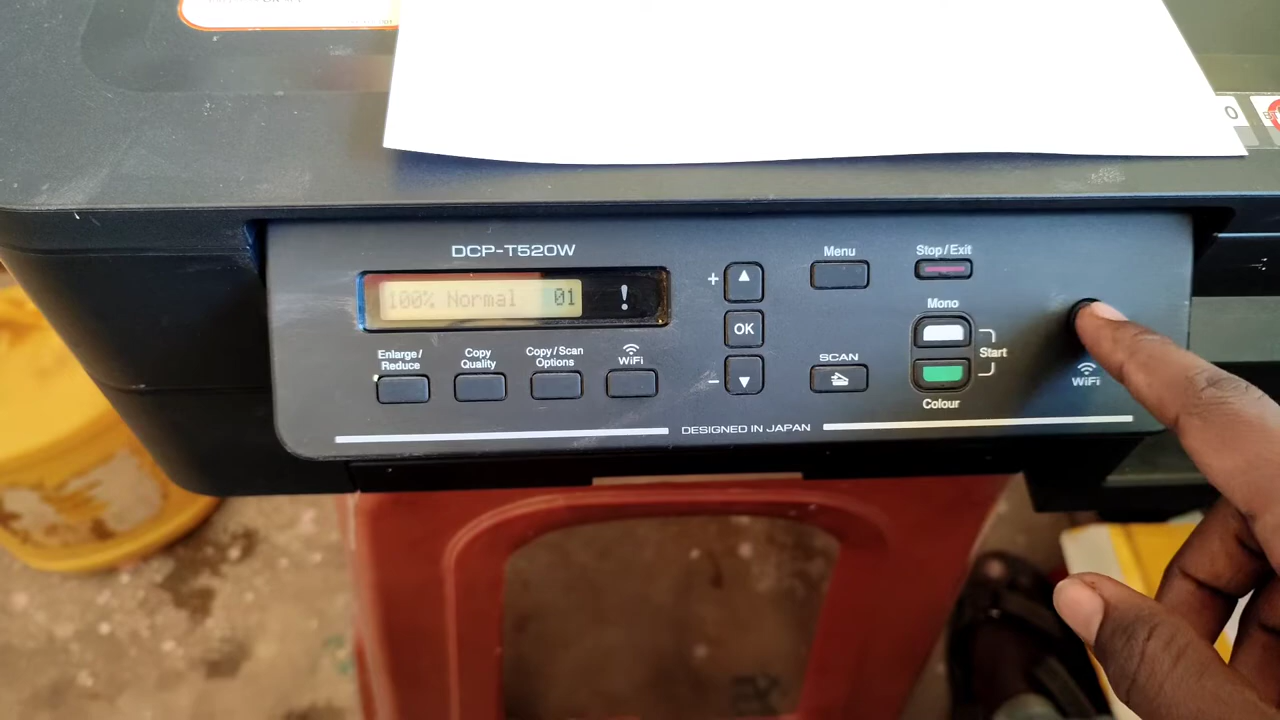 DCP-T520W
100% Normal 01
!
Enlarge/
Reduce
Copy
Quality
Copy/Scan
Options
WiFi
+
OK
−
Menu
SCAN
Stop/Exit
Mono
Start
Colour
WiFi
DESIGNED IN JAPAN